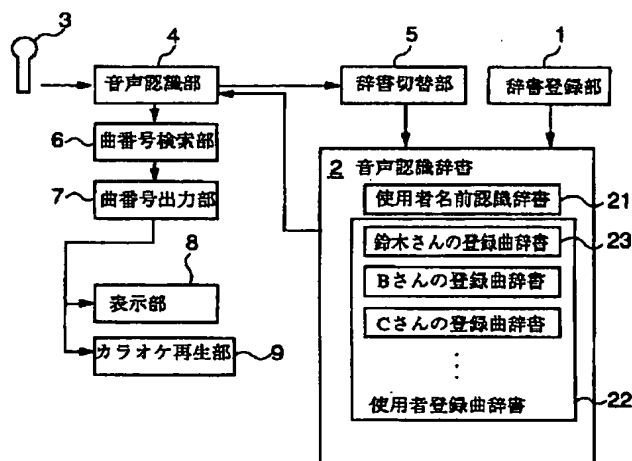 3
4
5
1
音声認識部
辞書切替部
辞書登録部
6
曲番号検索部
7
曲番号出力部
8
表示部
カラオケ再生部
9
2 音声認識辞書
使用者名前認識辞書
21
鈴木さんの登録曲辞書
23
Bさんの登録曲辞書
Cさんの登録曲辞書
使用者登録曲辞書
22